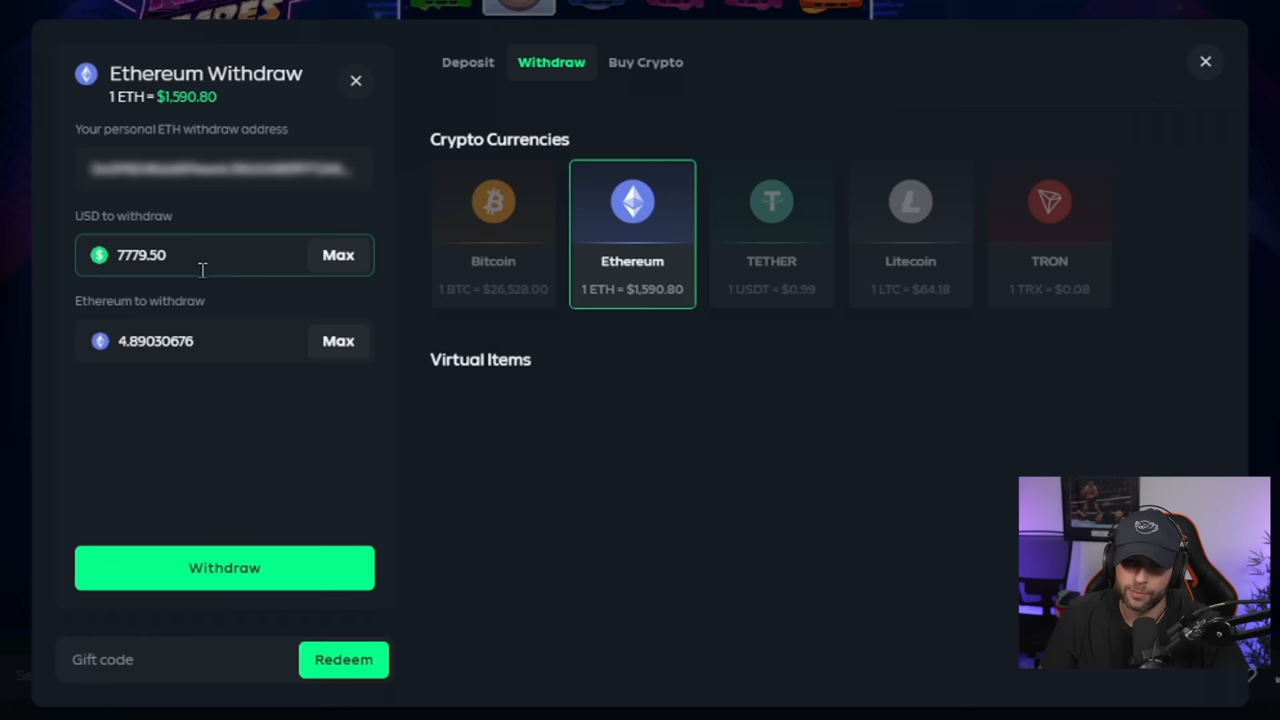 Ethereum Withdraw
1 ETH = $1,590.80
Your personal ETH withdraw address
USD to withdraw
7779.50
Max
Ethereum to withdraw
4.89030676
Max
Withdraw
Gift code
Redeem
Deposit
Withdraw
Buy Crypto
Crypto Currencies
Bitcoin
1 BTC = $26,528.00
Ethereum
1 ETH = $1,590.80
TETHER
1 USDT = $0.99
Litecoin
1 LTC = $64.18
TRON
1 TRX = $0.08
Virtual Items